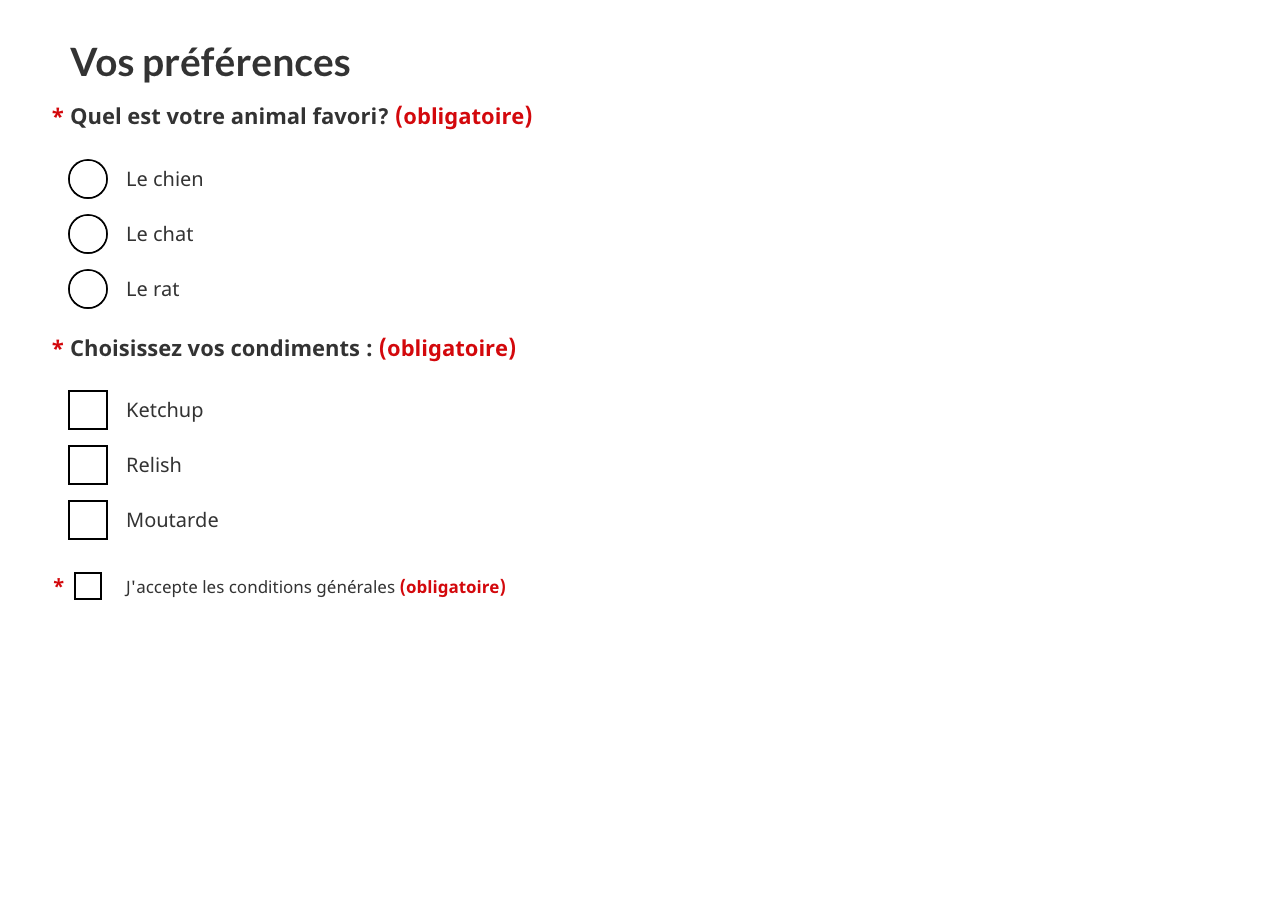 Vos préférences
* Quel est votre animal favori? (obligatoire)
Le chien
Le chat
Le rat
* Choisissez vos condiments : (obligatoire)
Ketchup
Relish
Moutarde
* J'accepte les conditions générales (obligatoire)